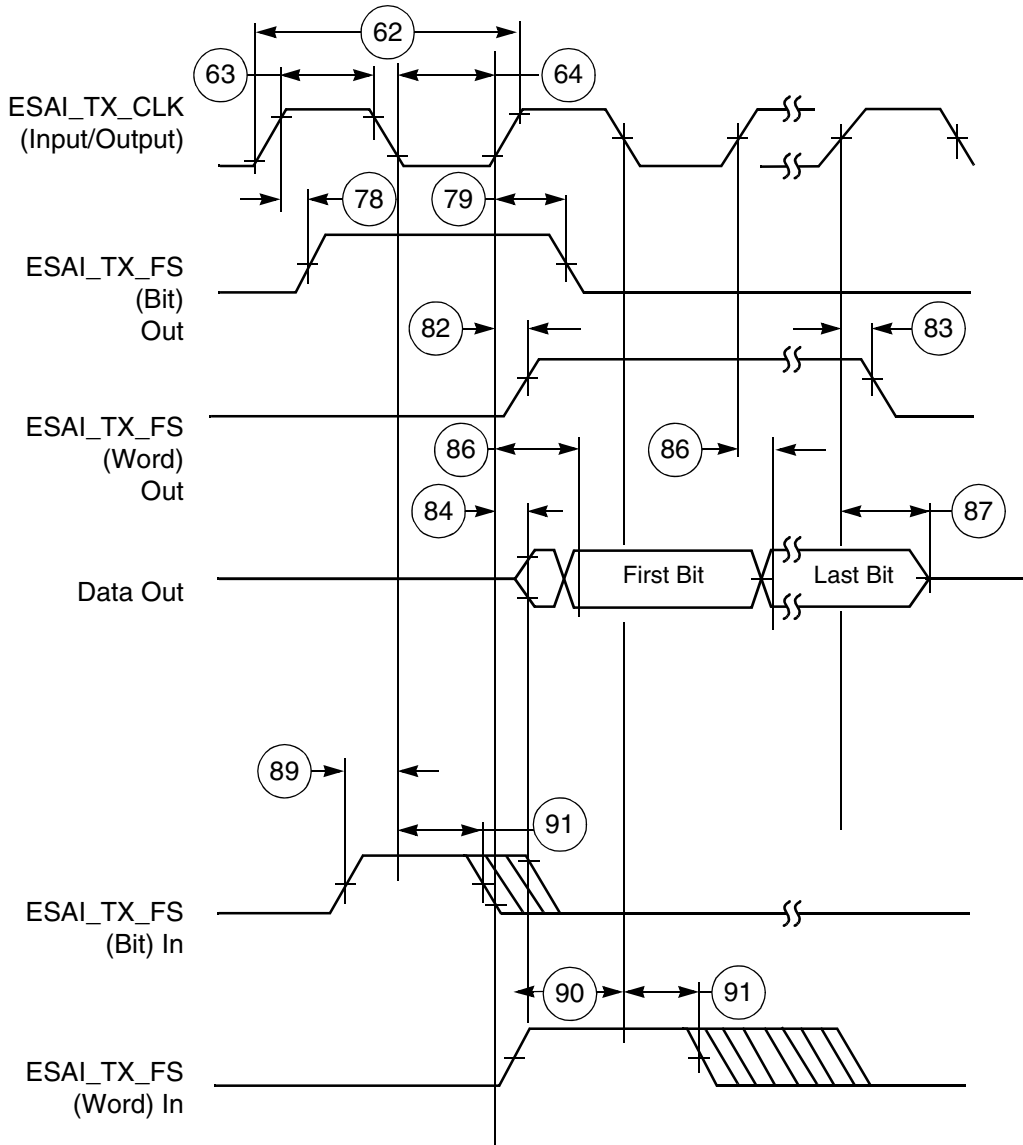 62
63
64
ESAI_TX_CLK
(Input/Output)
78
79
ESAI_TX_FS
(Bit)
Out
82
83
ESAI_TX_FS
(Word)
Out
86
86
84
87
Data Out
First Bit
Last Bit
89
91
ESAI_TX_FS
(Bit) In
90
91
ESAI_TX_FS
(Word) In